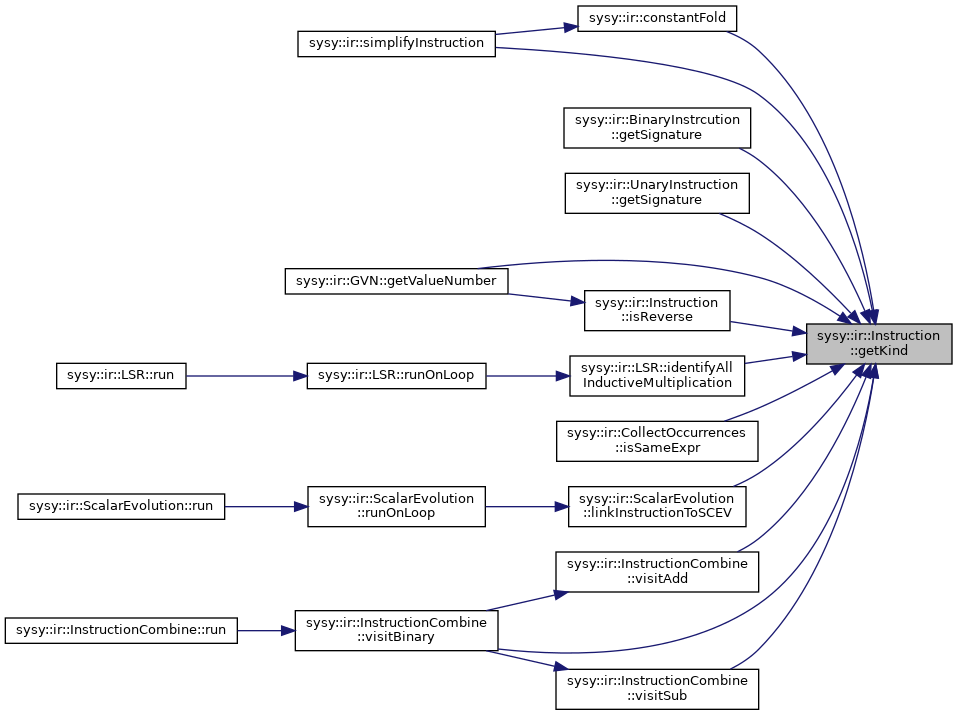 sysy::ir::constantFold
sysy::ir::simplifyInstruction
sysy::ir::BinaryInstrcution
::getSignature
sysy::ir::UnaryInstruction
::getSignature
sysy::ir::GVN::getValueNumber
sysy::ir::Instruction
::isReverse
sysy::ir::Instruction
::getKind
sysy::ir::LSR::run
sysy::ir::LSR::runOnLoop
sysy::ir::LSR::identifyAll
InductiveMultiplication
sysy::ir::CollectOccurrences
::isSameExpr
sysy::ir::ScalarEvolution::run
sysy::ir::ScalarEvolution
::runOnLoop
sysy::ir::ScalarEvolution
::linkInstructionToSCEV
sysy::ir::InstructionCombine
::visitAdd
sysy::ir::InstructionCombine::run
sysy::ir::InstructionCombine
::visitBinary
sysy::ir::InstructionCombine
::visitSub